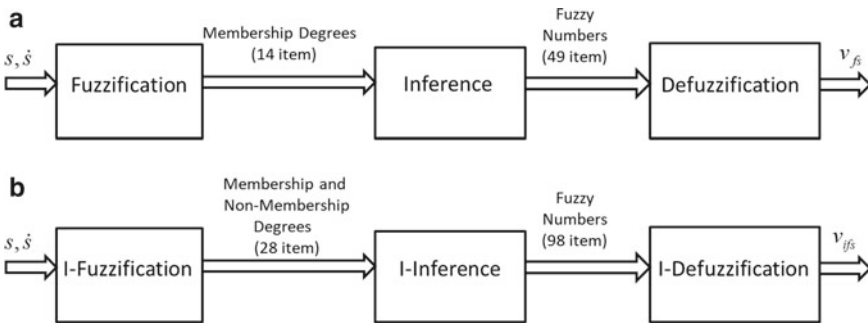 a
s, ṡ
Fuzzification
Membership Degrees
(14 item)
Inference
Fuzzy
Numbers
(49 item)
Defuzzification
v_fs
b
s, ṡ
I-Fuzzification
Membership and
Non-Membership
Degrees
(28 item)
I-Inference
Fuzzy
Numbers
(98 item)
I-Defuzzification
v_ifs